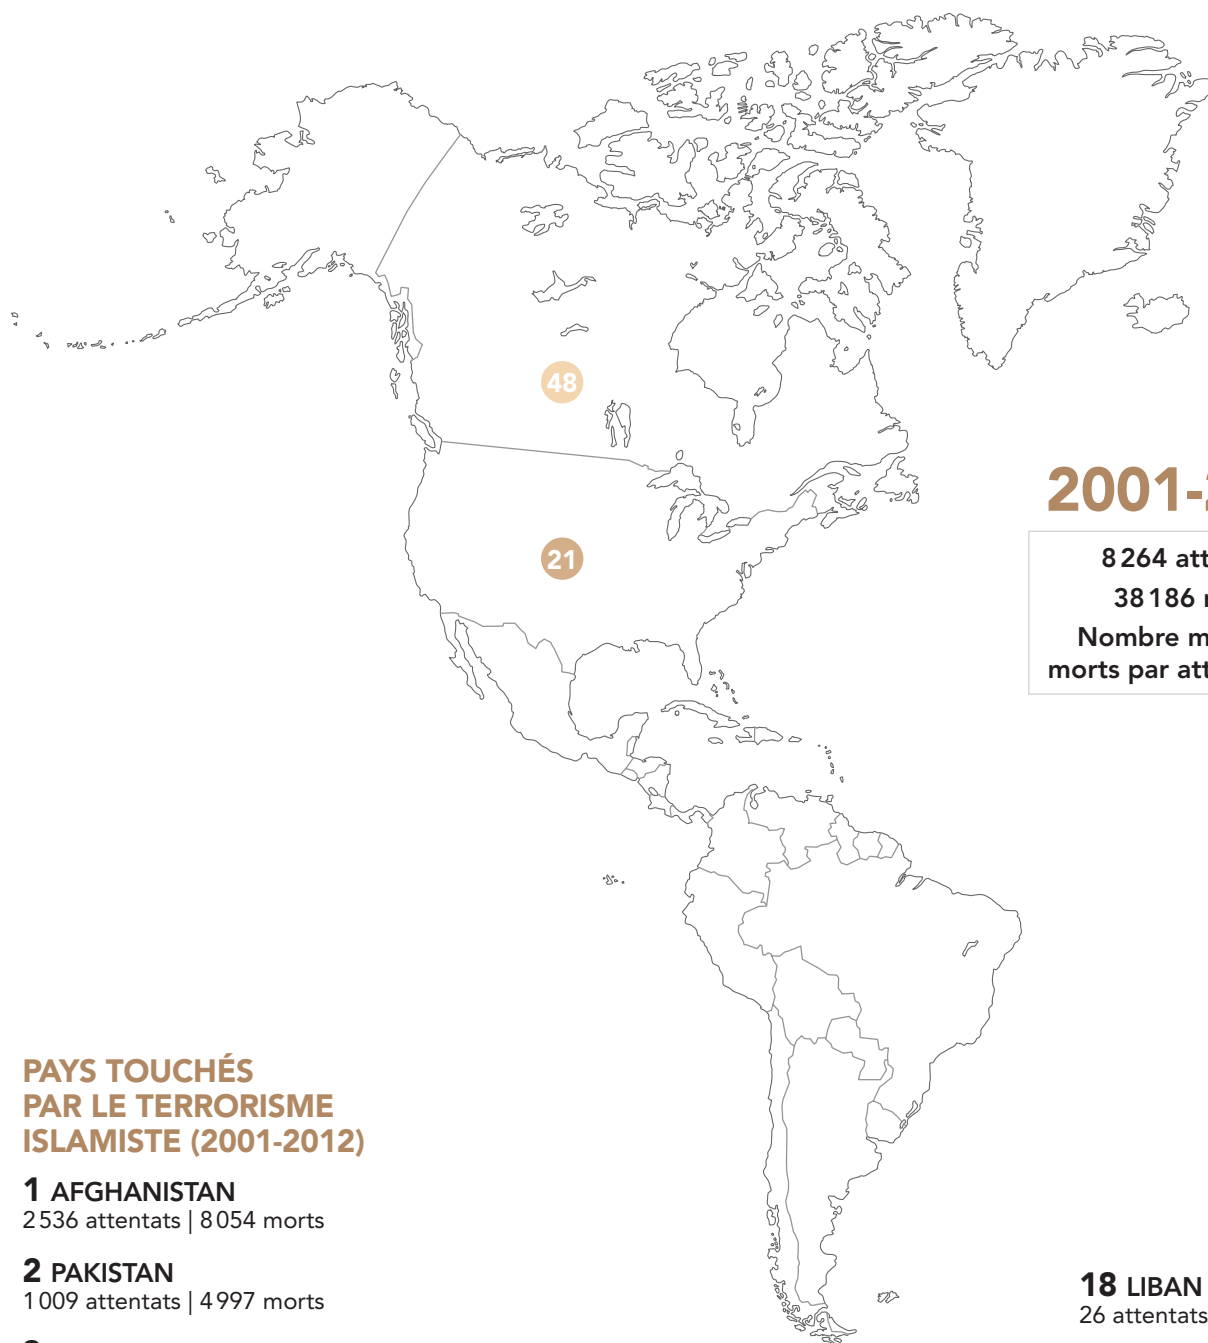 48
21
2001-
8 264
38 186
Nombre
morts par
PAYS TOUCHÉS
PAR LE TERRORISME
ISLAMISTE (2001-2012)
1 AFGHANISTAN
2 536 attentats | 8 054 morts
2 PAKISTAN
1 009 attentats | 4 997 morts
18 LIBAN
26 attentats